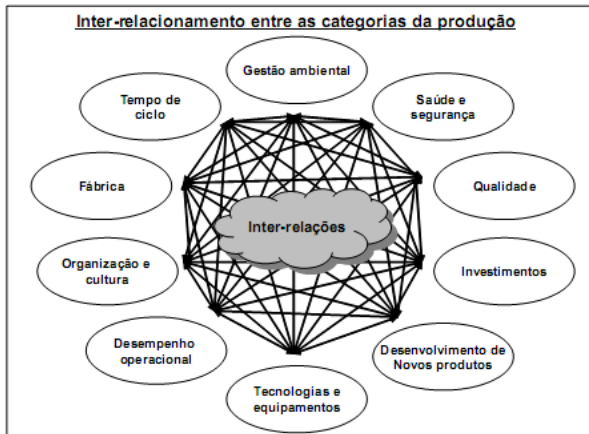 Inter-relacionamento entre as categorias da produção
Gestão ambiental
Tempo de
ciclo
Saúde e
segurança
Fábrica
Qualidade
Inter-relações
Organização e
cultura
Investimentos
Desempenho
operacional
Desenvolvimento de
Novos produtos
Tecnologias e
equipamentos